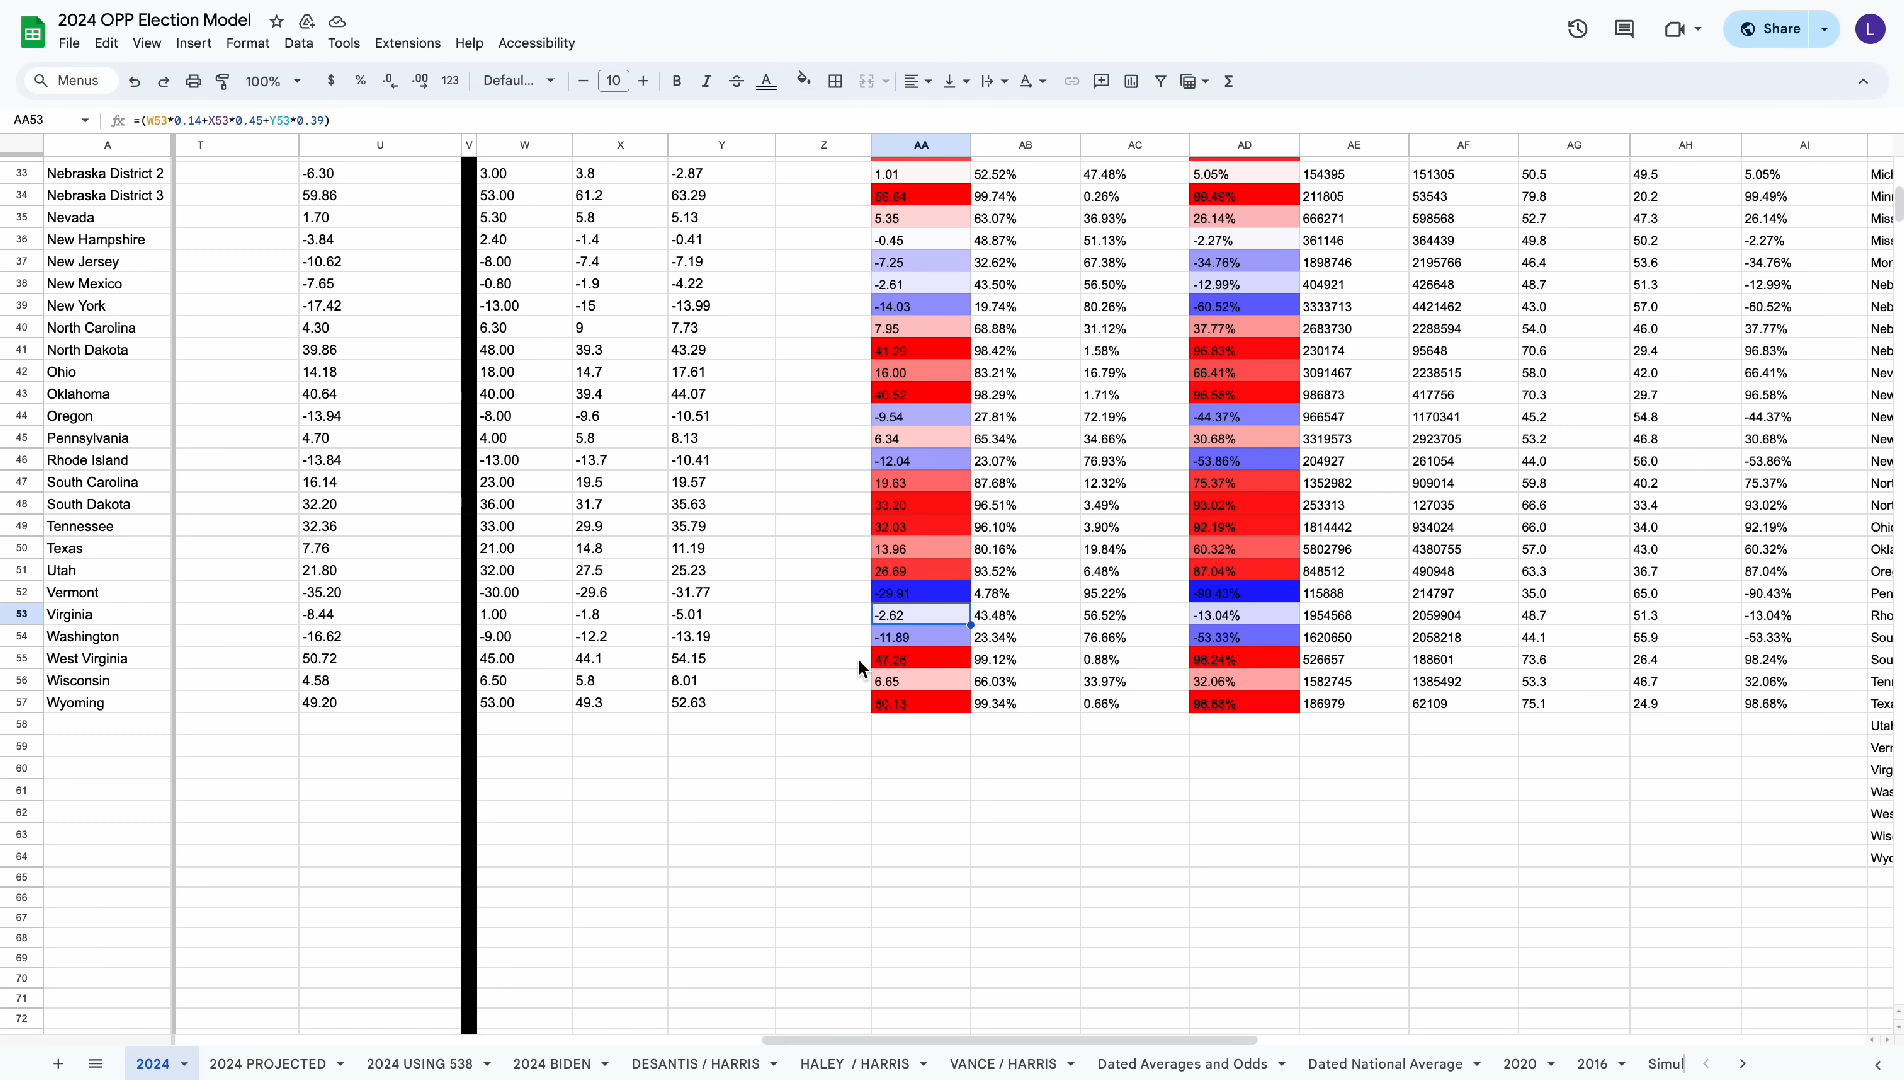 2024 OPP Election Model
File Edit View Insert Format Data Tools Extensions Help Accessibility
Share
L
Menus 100% $ % .0 .00 123 Defaul... 10 B I A
AA53 fx =(W53*0.14+X53*0.45+Y53*0.39)
A T U V W X Y Z AA AB AC AD AE AF AG AH AI
33 Nebraska District 2 -6.30 3.00 3.8 -2.87 1.01 52.52% 47.48% 5.05% 154395 151305 50.5 49.5 5.05% Mich
34 Nebraska District 3 59.86 53.00 61.2 63.29 59.64 99.74% 0.26% 99.49% 211805 53543 79.8 20.2 99.49% Min
35 Nevada 1.70 5.30 5.8 5.13 5.35 63.07% 36.93% 26.14% 666271 598568 52.7 47.3 26.14% Miss
36 New Hampshire -3.84 2.40 -1.4 -0.41 -0.45 48.87% 51.13% -2.27% 361146 364439 49.8 50.2 -2.27% Miss
37 New Jersey -10.62 -8.00 -7.4 -7.19 -7.25 32.62% 67.38% -34.76% 1898746 2195766 46.4 53.6 -34.76% Mor
38 New Mexico -7.65 -0.80 -1.9 -4.22 -2.61 43.50% 56.50% -12.99% 404921 426648 48.7 51.3 -12.99% Neb
39 New York -17.42 -13.00 -15 -13.99 -14.03 19.74% 80.26% -60.52% 3333713 4421462 43.0 57.0 -60.52% Neb
40 North Carolina 4.30 6.30 9 7.73 7.95 68.88% 31.12% 37.77% 2683730 2288594 54.0 46.0 37.77% Neb
41 North Dakota 39.86 48.00 39.3 43.29 41.29 98.42% 1.58% 96.83% 230174 95648 70.6 29.4 96.83% Neb
42 Ohio 14.18 18.00 14.7 17.61 16.00 83.21% 16.79% 66.41% 3091467 2238515 58.0 42.0 66.41% Nev
43 Oklahoma 40.64 40.00 39.4 44.07 40.52 98.29% 1.71% 96.58% 986873 417756 70.3 29.7 96.58% New
44 Oregon -13.94 -8.00 -9.6 -10.51 -9.54 27.81% 72.19% -44.37% 966547 1170341 45.2 54.8 -44.37% New
45 Pennsylvania 4.70 4.00 5.8 8.13 6.34 65.34% 34.66% 30.68% 3319573 2923705 53.2 46.8 30.68% New
46 Rhode Island -13.84 -13.00 -13.7 -10.41 -12.04 23.07% 76.93% -53.86% 204927 261054 44.0 56.0 -53.86% New
47 South Carolina 16.14 23.00 19.5 19.57 19.63 87.68% 12.32% 75.37% 1352982 909014 59.8 40.2 75.37% Nort
48 South Dakota 32.20 36.00 31.7 35.63 33.20 96.51% 3.49% 93.02% 253313 127035 66.6 33.4 93.02% Nort
49 Tennessee 32.36 33.00 29.9 35.79 32.03 96.10% 3.90% 92.19% 1814442 934024 66.0 34.0 92.19% Ohio
50 Texas 7.76 21.00 14.8 11.19 13.96 80.16% 19.84% 60.32% 5802796 4380755 57.0 43.0 60.32% Okla
51 Utah 21.80 32.00 27.5 25.23 26.69 93.52% 6.48% 87.04% 848512 490948 63.3 36.7 87.04% Ore
52 Vermont -35.20 -30.00 -29.6 -31.77 -29.91 4.78% 95.22% -90.43% 115888 214797 35.0 65.0 -90.43% Pen
53 Virginia -8.44 1.00 -1.8 -5.01 -2.62 43.48% 56.52% -13.04% 1954568 2059904 48.7 51.3 -13.04% Rho
54 Washington -16.62 -9.00 -12.2 -13.19 -11.89 23.34% 76.66% -53.33% 1620650 2058218 44.1 55.9 -53.33% Sou
55 West Virginia 50.72 45.00 44.1 54.15 47.26 99.12% 0.88% 98.24% 526657 188601 73.6 26.4 98.24% Sou
56 Wisconsin 4.58 6.50 5.8 8.01 6.65 66.03% 33.97% 32.06% 1582745 1385492 53.3 46.7 32.06% Ten
57 Wyoming 49.20 53.00 49.3 52.63 50.13 99.34% 0.66% 98.68% 186979 62109 75.1 24.9 98.68% Texa
58 Utah
59 Verr
60 Virg
61 Was
62 Wes
63 Wis
64 Wyo
65
66
67
68
69
70
71
72
2024 2024 PROJECTED 2024 USING 538 2024 BIDEN DESANTIS / HARRIS HALEY / HARRIS VANCE / HARRIS Dated Averages and Odds Dated National Average 2020 2016 Simul